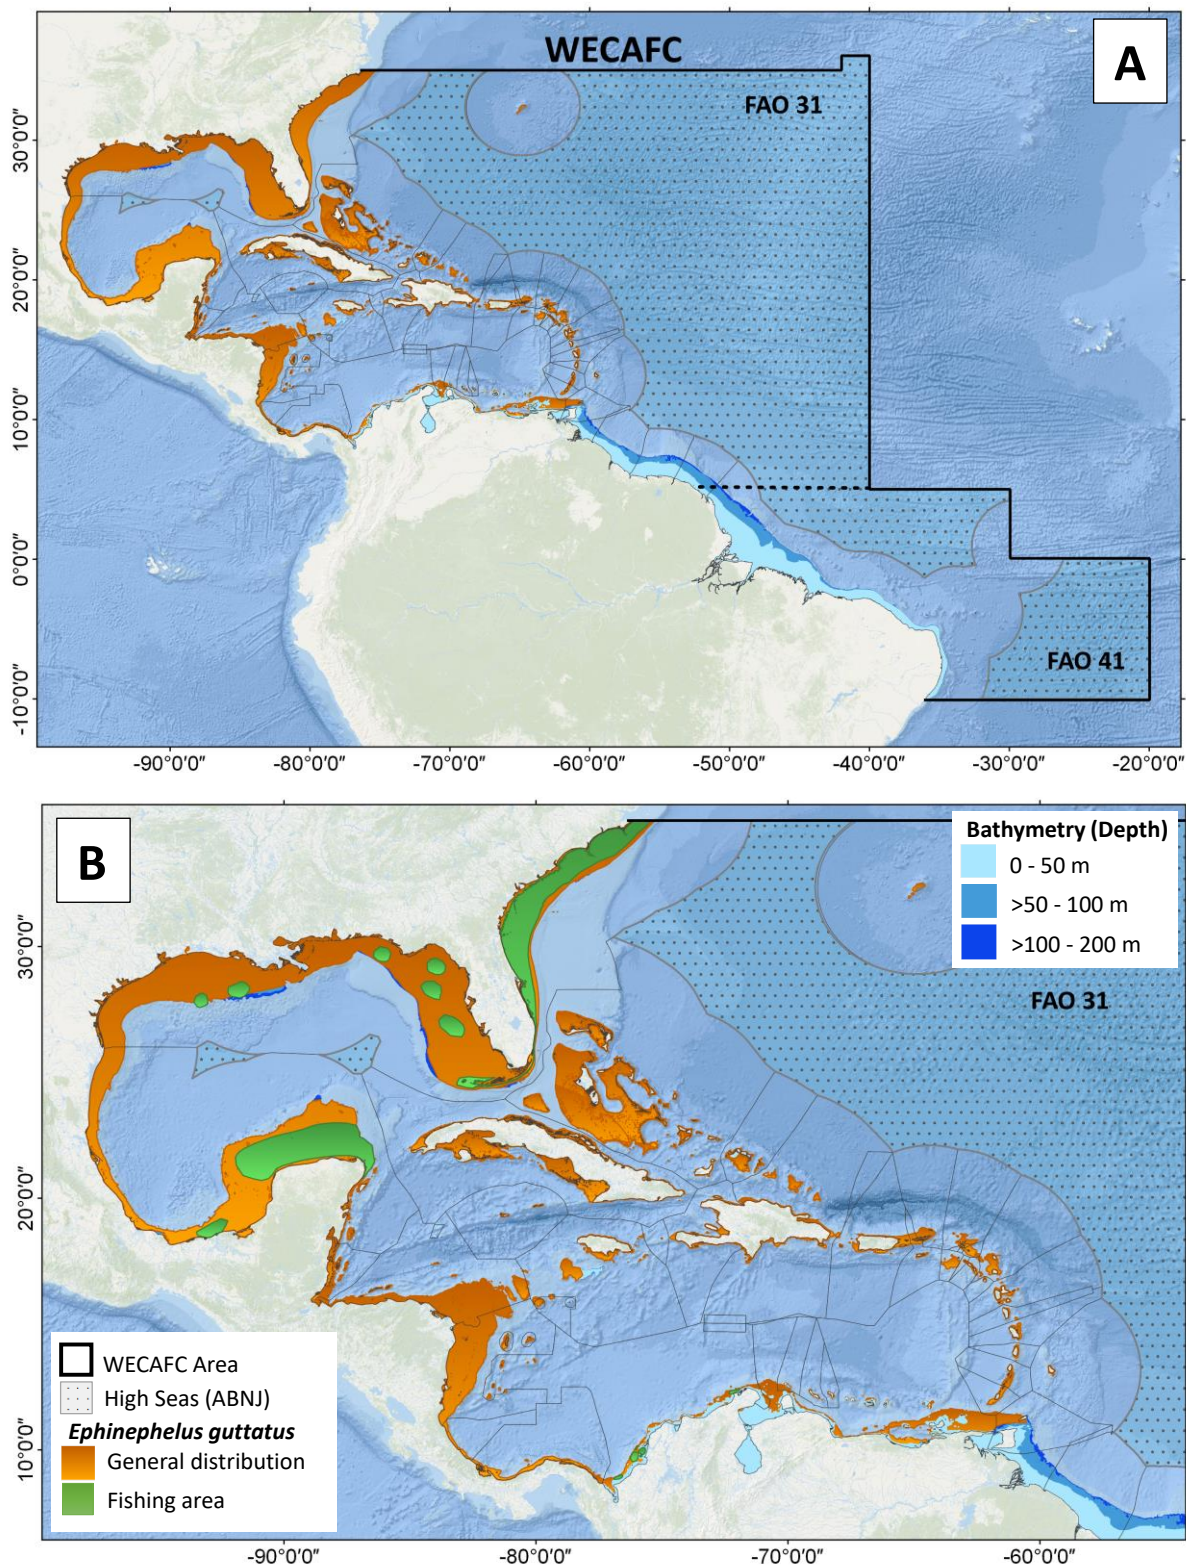 WECAFC
A
FAO 31
FAO 41
30°0'0"
20°0'0"
10°0'0"
0°0'0"
-10°0'0"
-90°0'0"
-80°0'0"
-70°0'0"
-60°0'0"
-50°0'0"
-40°0'0"
-30°0'0"
-20°0'0"
B
Bathymetry (Depth)
0 - 50 m
>50 - 100 m
>100 - 200 m
FAO 31
30°0'0"
20°0'0"
10°0'0"
WECAFC Area
High Seas (ABNJ)
Ephinephelus guttatus
General distribution
Fishing area
-90°0'0"
-80°0'0"
-70°0'0"
-60°0'0"